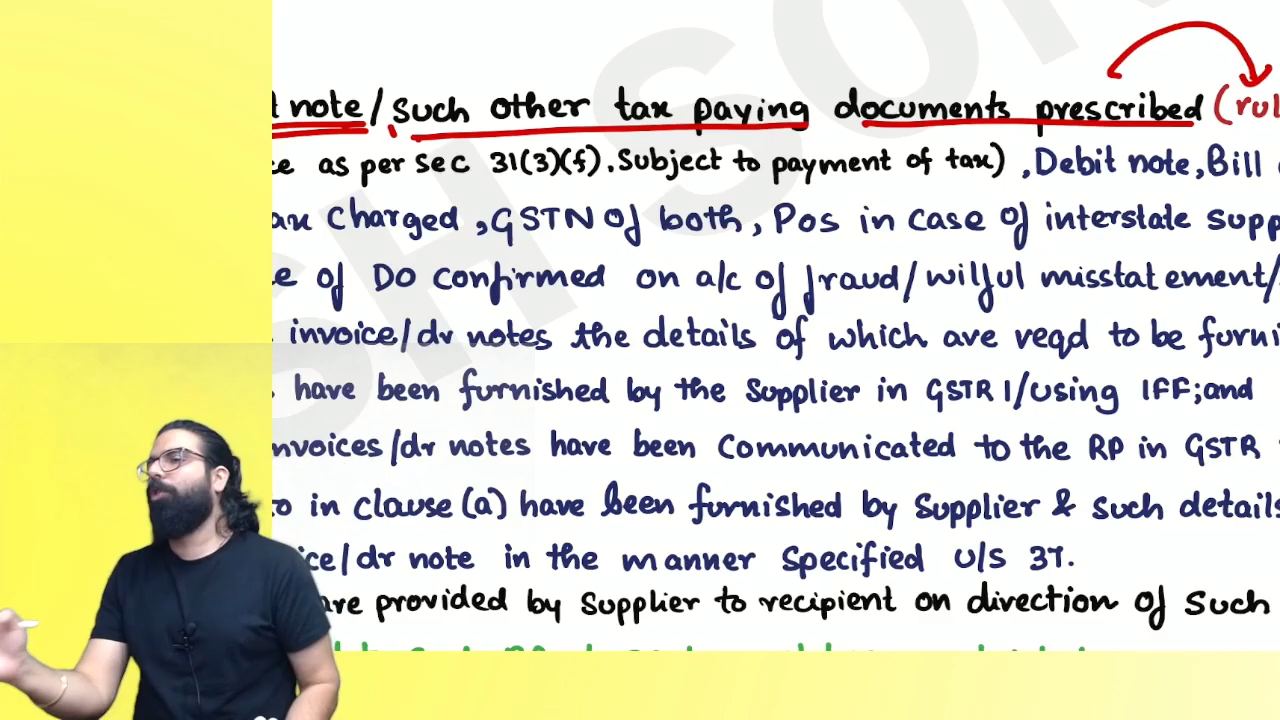 t note/such other tax paying documents prescribed (rul
ce as per sec 31(3)(f). Subject to payment of tax), Debit note, Bill
ax charged, GSTN of both, Pos in case of interstate supp
e of DO confirmed on a/c of fraud/wilful misstatement/
invoice/dr notes the details of which are reqd to be furni
have been furnished by the Supplier in GSTR 1/using IFF;and
nvoices/dr notes have been communicated to the RP in GSTR
to in clause (a) have been furnished by Supplier & such details
ice/dr note in the manner specified U/S 37.
are provided by Supplier to recipient on direction of such